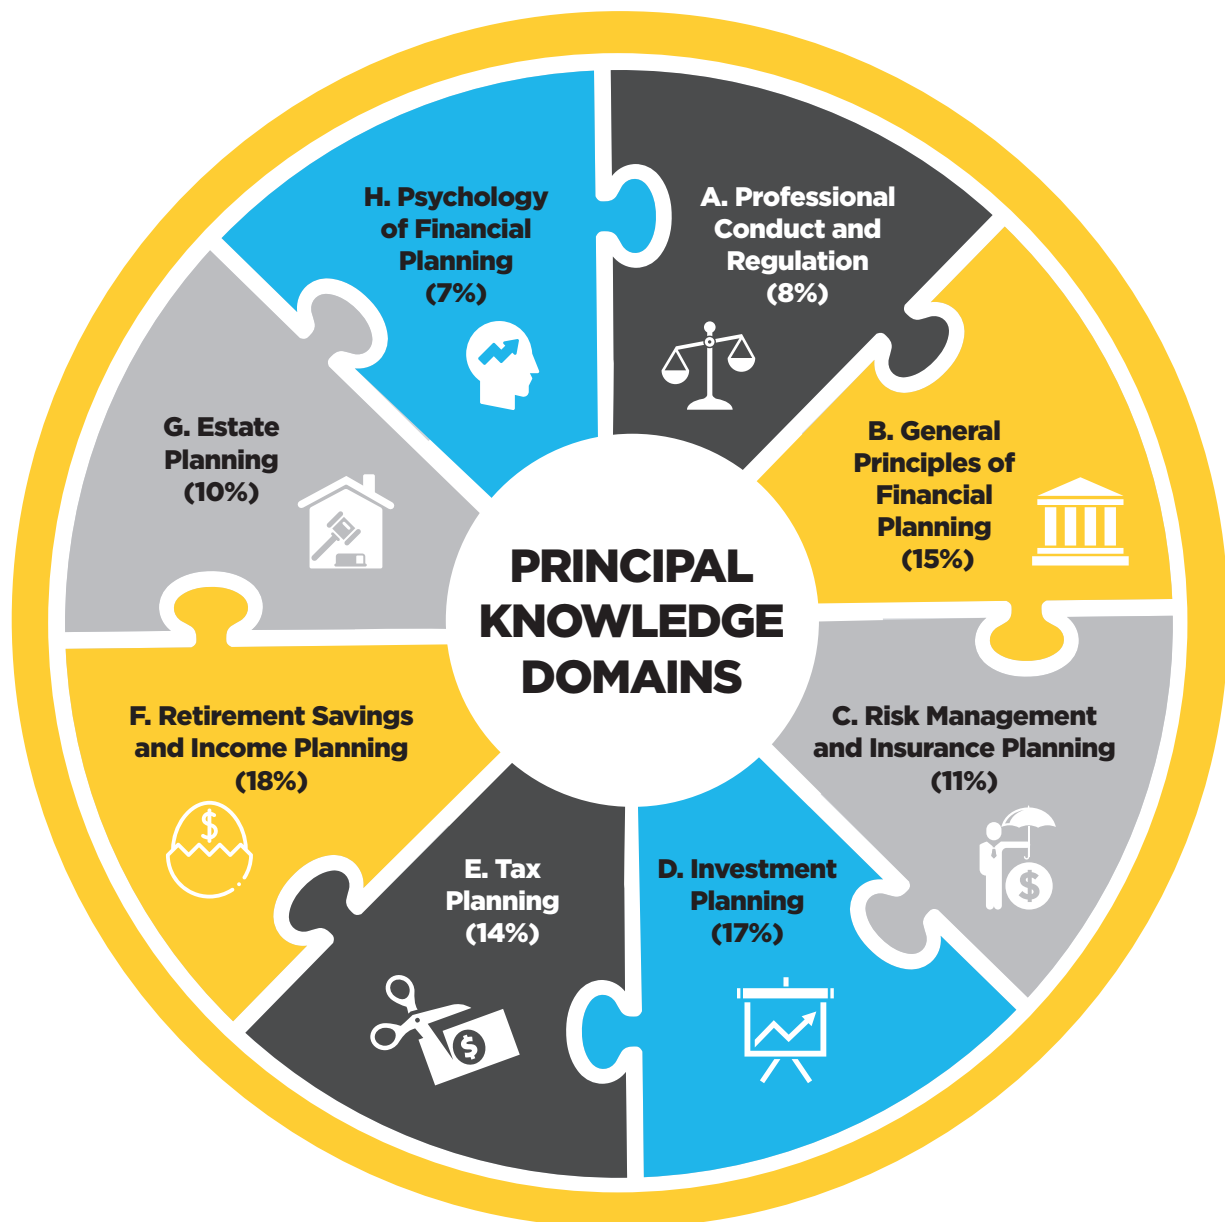 PRINCIPAL
KNOWLEDGE
DOMAINS
A. Professional
Conduct and
Regulation
(8%)
B. General
Principles of
Financial
Planning
(15%)
C. Risk Management
and Insurance Planning
(11%)
$
D. Investment
Planning
(17%)
E. Tax
Planning
(14%)
$
F. Retirement Savings
and Income Planning
(18%)
$
G. Estate
Planning
(10%)
H. Psychology
of Financial
Planning
(7%)